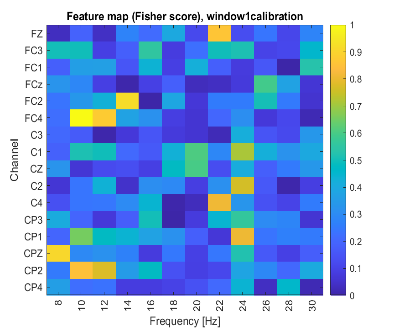 Feature map (Fisher score), window1calibration
Channel
FZ
FC3
FC1
FCz
FC2
FC4
C3
C1
CZ
C2
C4
CP3
CP1
CPZ
CP2
CP4
8 10 12 14 16 18 20 22 24 26 28 30
Frequency [Hz]
1
0.9
0.8
0.7
0.6
0.5
0.4
0.3
0.2
0.1
0